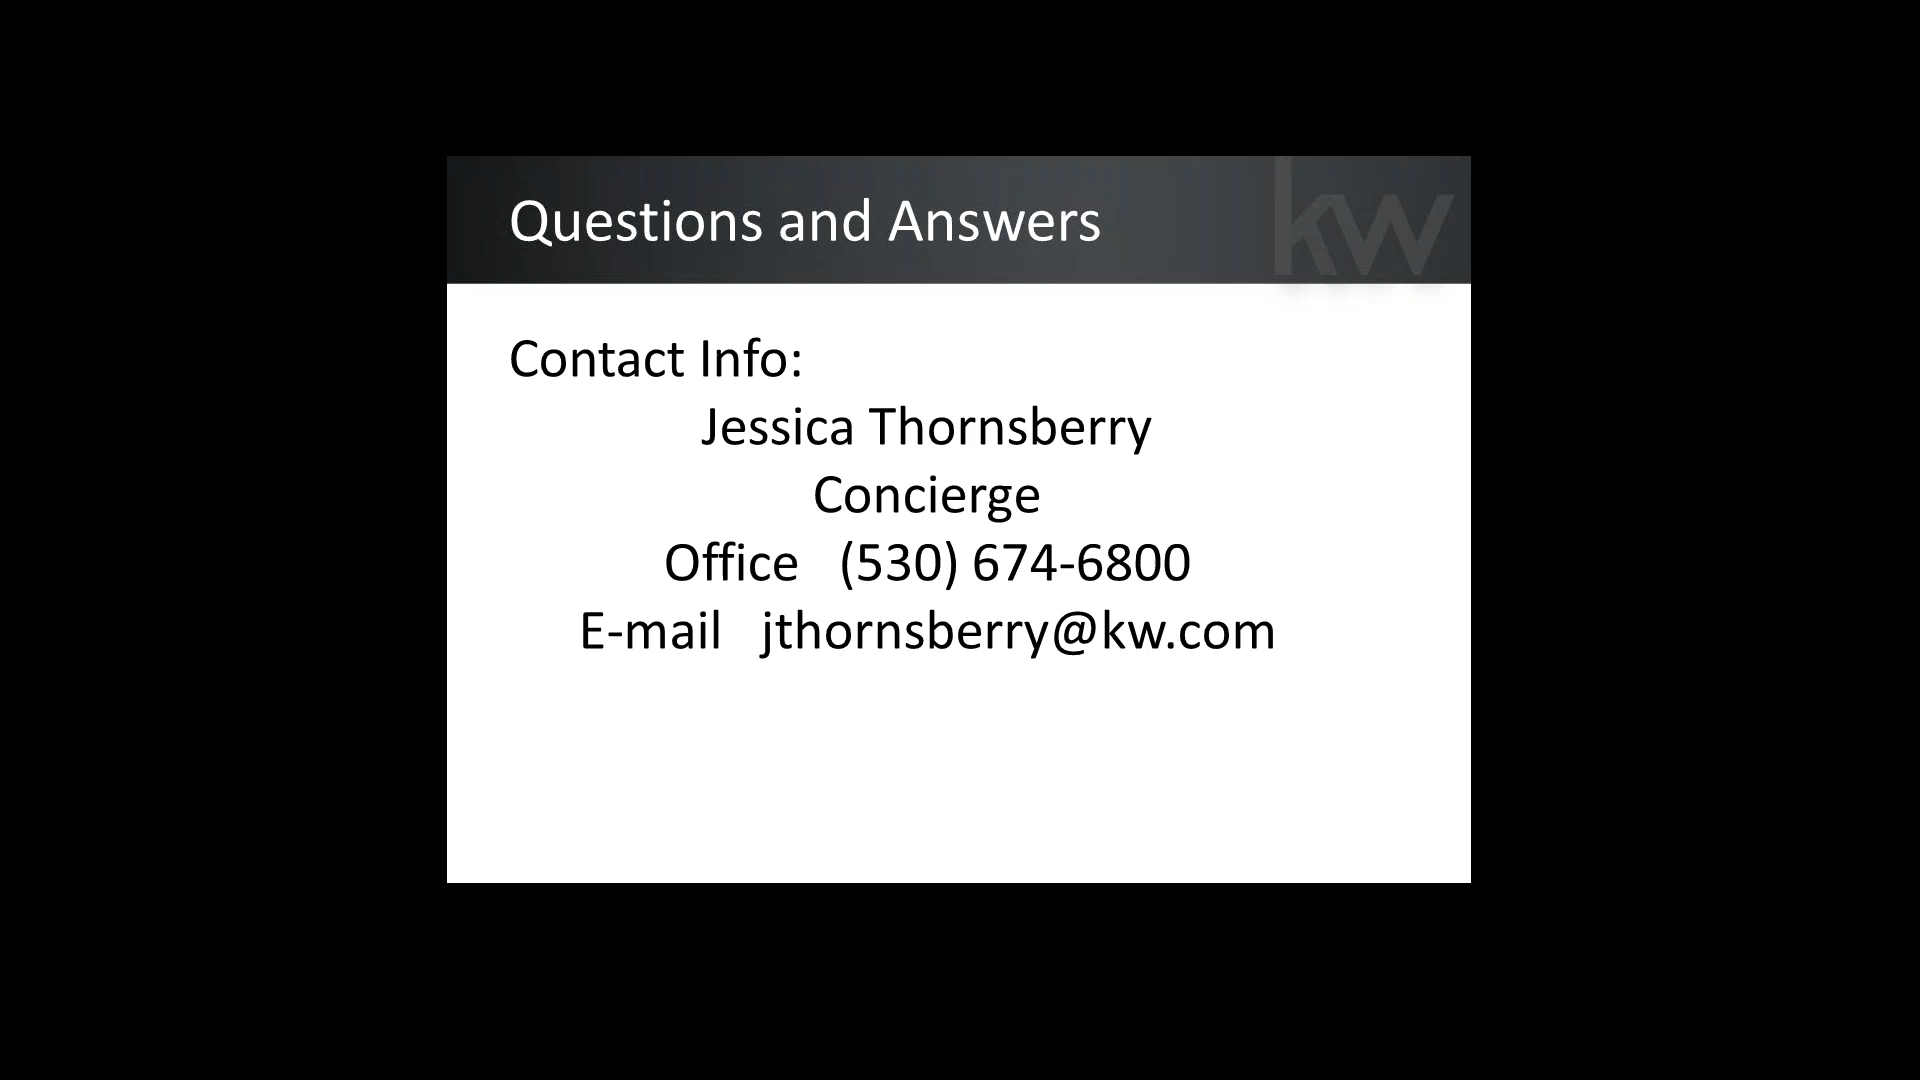 Questions and Answers
kw
Contact Info:
Jessica Thornsberry
Concierge
Office (530) 674-6800
E-mail jthornsberry@kw.com